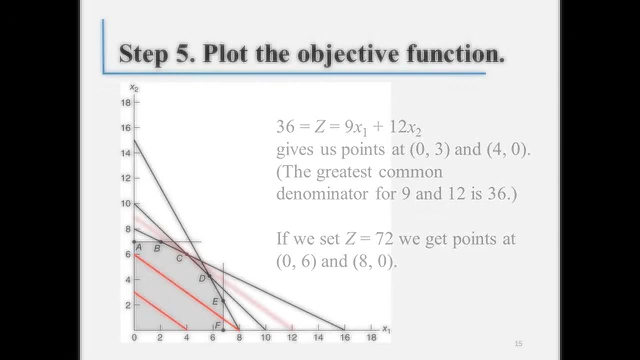 Step 5. Plot the objective function.
x2
18
16
14
12
10
8
6
4
2
A
B
C
D
E
F
0 2 4 6 8 10 12 14 16 18
x1
36 = Z = 9x1 + 12x2
gives us points at (0, 3) and (4, 0).
(The greatest common
denominator for 9 and 12 is 36.)
If we set Z = 72 we get points at
(0, 6) and (8, 0).
15